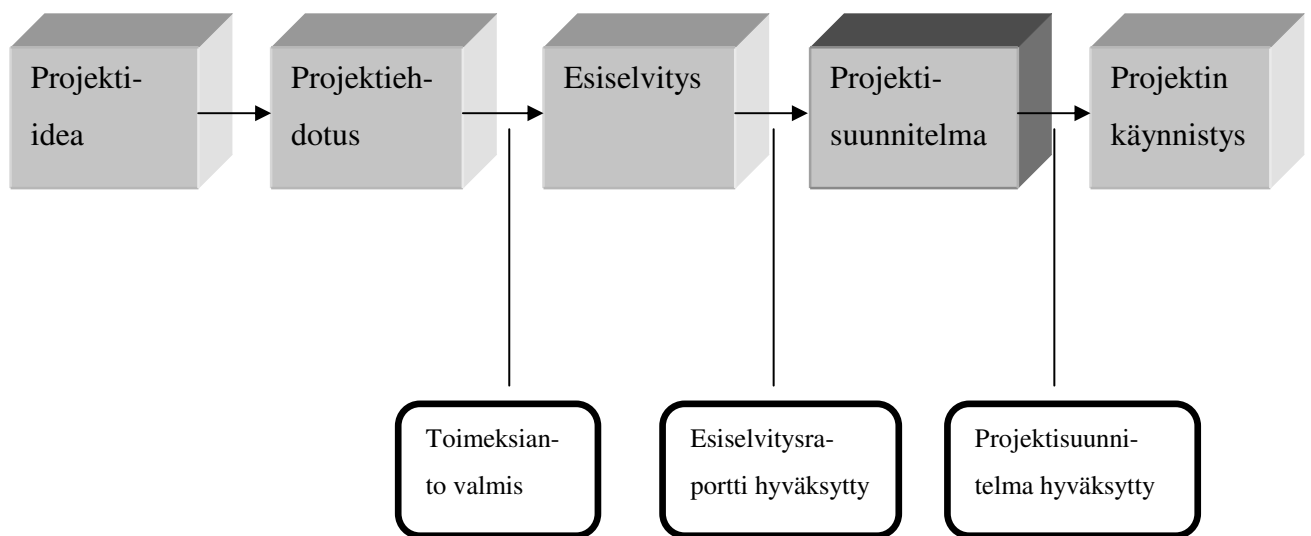 Projekti-
idea
Projektieh-
dotus
Esiselvitys
Projekti-
suunnitelma
Projektin
käynnistys
Toimeksian-
to valmis
Esiselvitysra-
portti hyväksytty
Projektisuunni-
telma hyväksytty